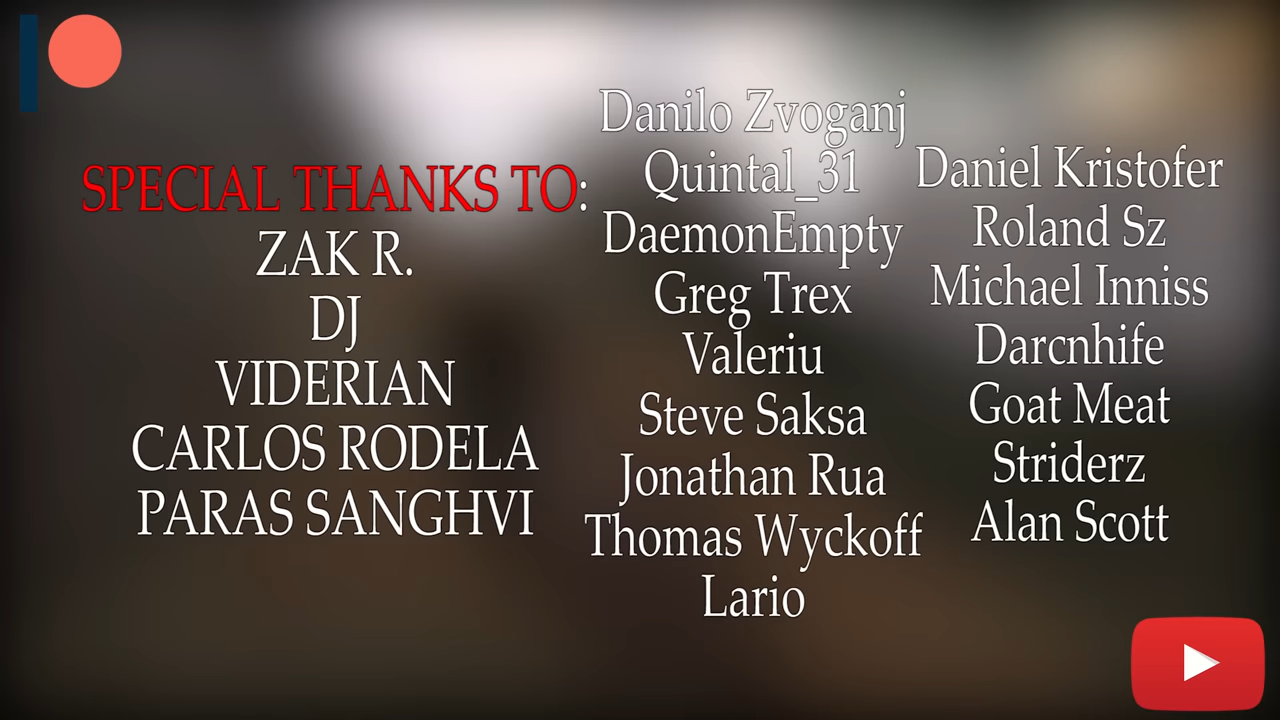 SPECIAL THANKS TO:
ZAK R.
DJ
VIDERIAN
CARLOS RODELA
PARAS SANGHVI
Danilo Zvoganj
Quintal_31
DaemonEmpty
Greg Trex
Valeriu
Steve Saksa
Jonathan Rua
Thomas Wyckoff
Lario
Daniel Kristofer
Roland Sz
Michael Inniss
Darcnhife
Goat Meat
Striderz
Alan Scott